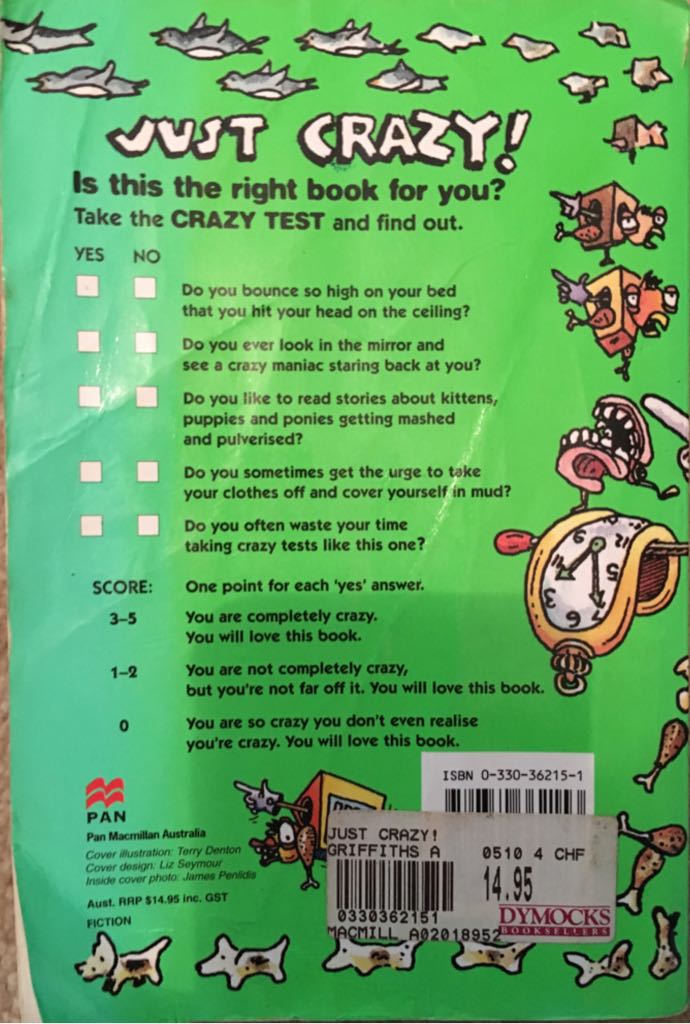 JUST CRAZY!
Is this the right book for you?
Take the CRAZY TEST and find out.
YES NO
Do you bounce so high on your bed
that you hit your head on the ceiling?
Do you ever look in the mirror and
see a crazy maniac staring back at you?
Do you like to read stories about kittens,
puppies and ponies getting mashed
and pulverised?
Do you sometimes get the urge to take
your clothes off and cover yourself in mud?
Do you often waste your time
taking crazy tests like this one?
SCORE: One point for each 'yes' answer.
3–5 You are completely crazy.
You will love this book.
1–2 You are not completely crazy,
but you're not far off it. You will love this book.
0 You are so crazy you don't even realise
you're crazy. You will love this book.
PAN
Pan Macmillan Australia
Cover illustration: Terry Denton
Cover design: Liz Seymour
Inside cover photo: James Penlidis
Aust. RRP $14.95 inc. GST
FICTION
ISBN 0-330-36215-1
JUST CRAZY!
GRIFFITHS A 0510 4 CHF
14.95
0330362151
DYMOCKS
BOOKSELLERS
MACMILL A02018952